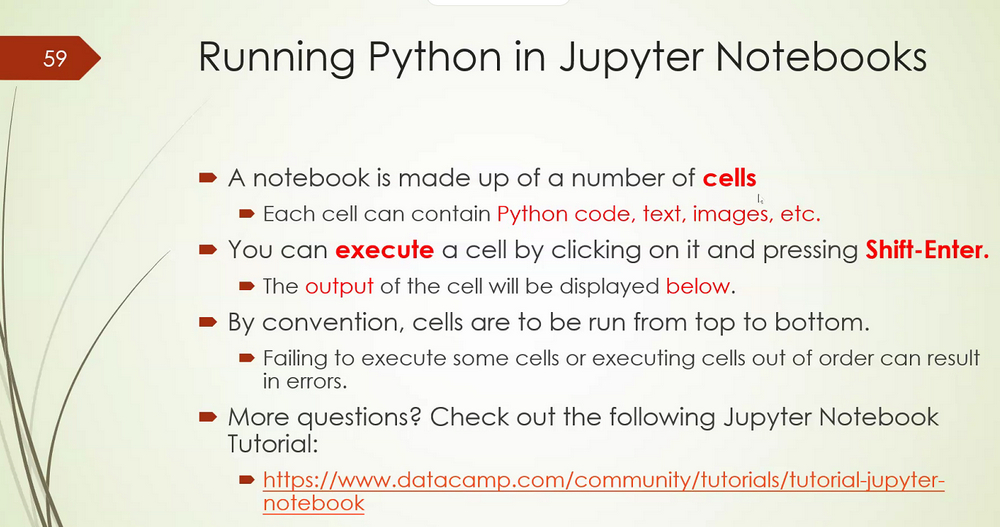 59
Running Python in Jupyter Notebooks
A notebook is made up of a number of cells
Each cell can contain Python code, text, images, etc.
You can execute a cell by clicking on it and pressing Shift-Enter.
The output of the cell will be displayed below.
By convention, cells are to be run from top to bottom.
Failing to execute some cells or executing cells out of order can result
in errors.
More questions? Check out the following Jupyter Notebook
Tutorial:
https://www.datacamp.com/community/tutorials/tutorial-jupyter-
notebook